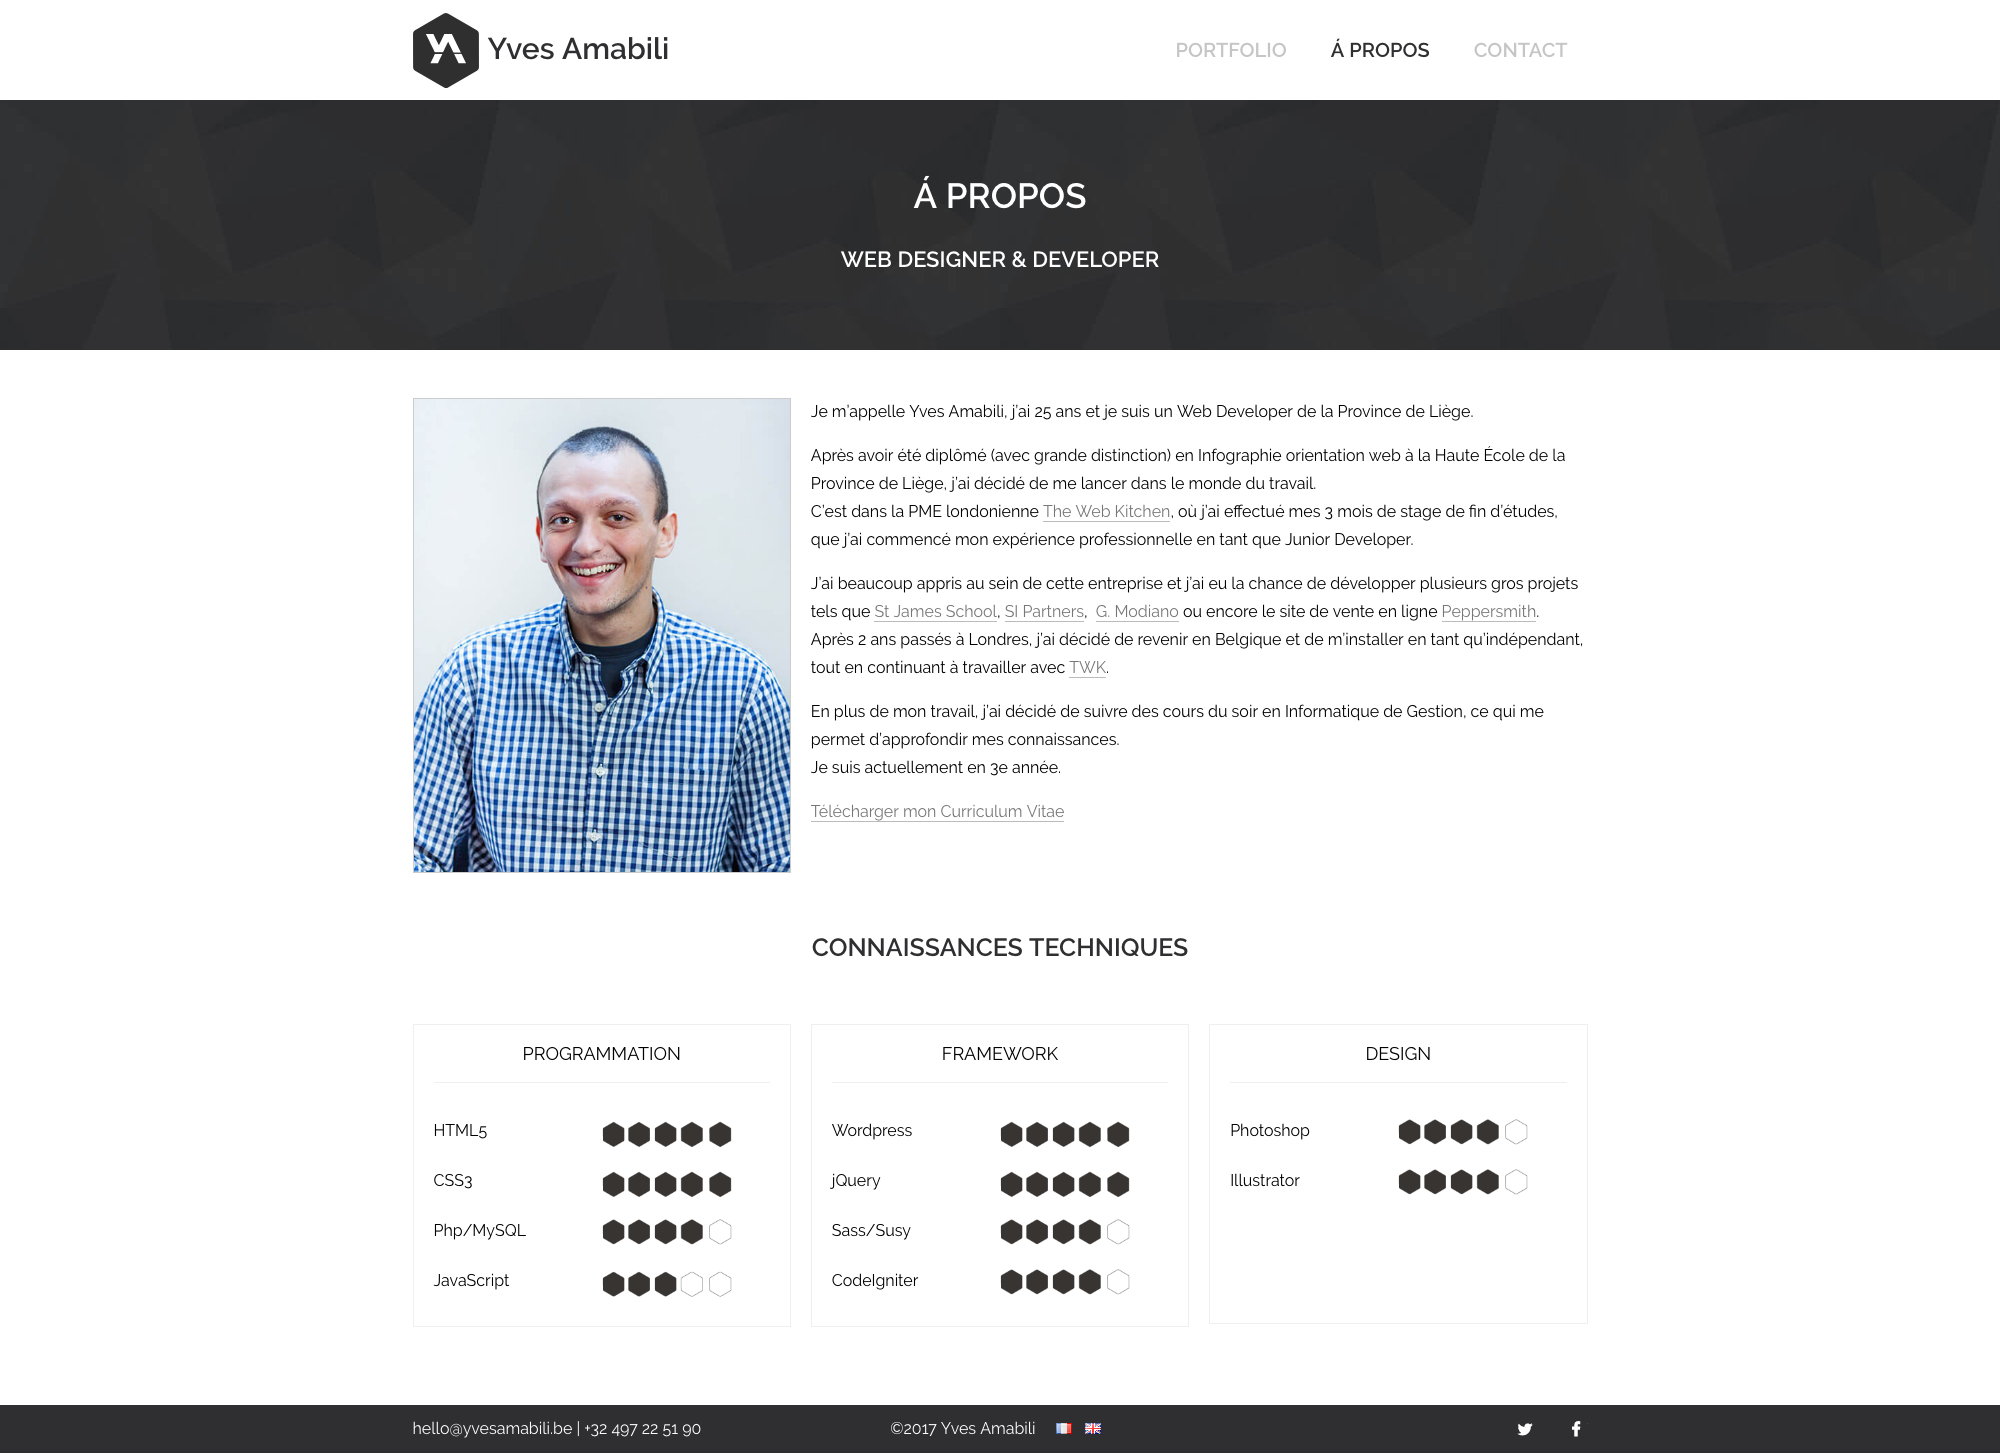 Yves Amabili
PORTFOLIO Á PROPOS CONTACT
Á PROPOS
WEB DESIGNER & DEVELOPER
Je m'appelle Yves Amabili, j'ai 25 ans et je suis un Web Developer de la Province de Liège.
Après avoir été diplômé (avec grande distinction) en Infographie orientation web à la Haute École de la
Province de Liège, j'ai décidé de me lancer dans le monde du travail.
C'est dans la PME londonienne The Web Kitchen, où j'ai effectué mes 3 mois de stage de fin d'études,
que j'ai commencé mon expérience professionnelle en tant que Junior Developer.
J'ai beaucoup appris au sein de cette entreprise et j'ai eu la chance de développer plusieurs gros projets
tels que St James School, SI Partners, G. Modiano ou encore le site de vente en ligne Peppersmith.
Après 2 ans passés à Londres, j'ai décidé de revenir en Belgique et de m'installer en tant qu'indépendant,
tout en continuant à travailler avec TWK.
En plus de mon travail, j'ai décidé de suivre des cours du soir en Informatique de Gestion, ce qui me
permet d'approfondir mes connaissances.
Je suis actuellement en 3e année.
Télécharger mon Curriculum Vitae
CONNAISSANCES TECHNIQUES
PROGRAMMATION
HTML5
CSS3
Php/MySQL
JavaScript
FRAMEWORK
Wordpress
jQuery
Sass/Susy
CodeIgniter
DESIGN
Photoshop
Illustrator
hello@yvesamabili.be | +32 497 22 51 90
©2017 Yves Amabili